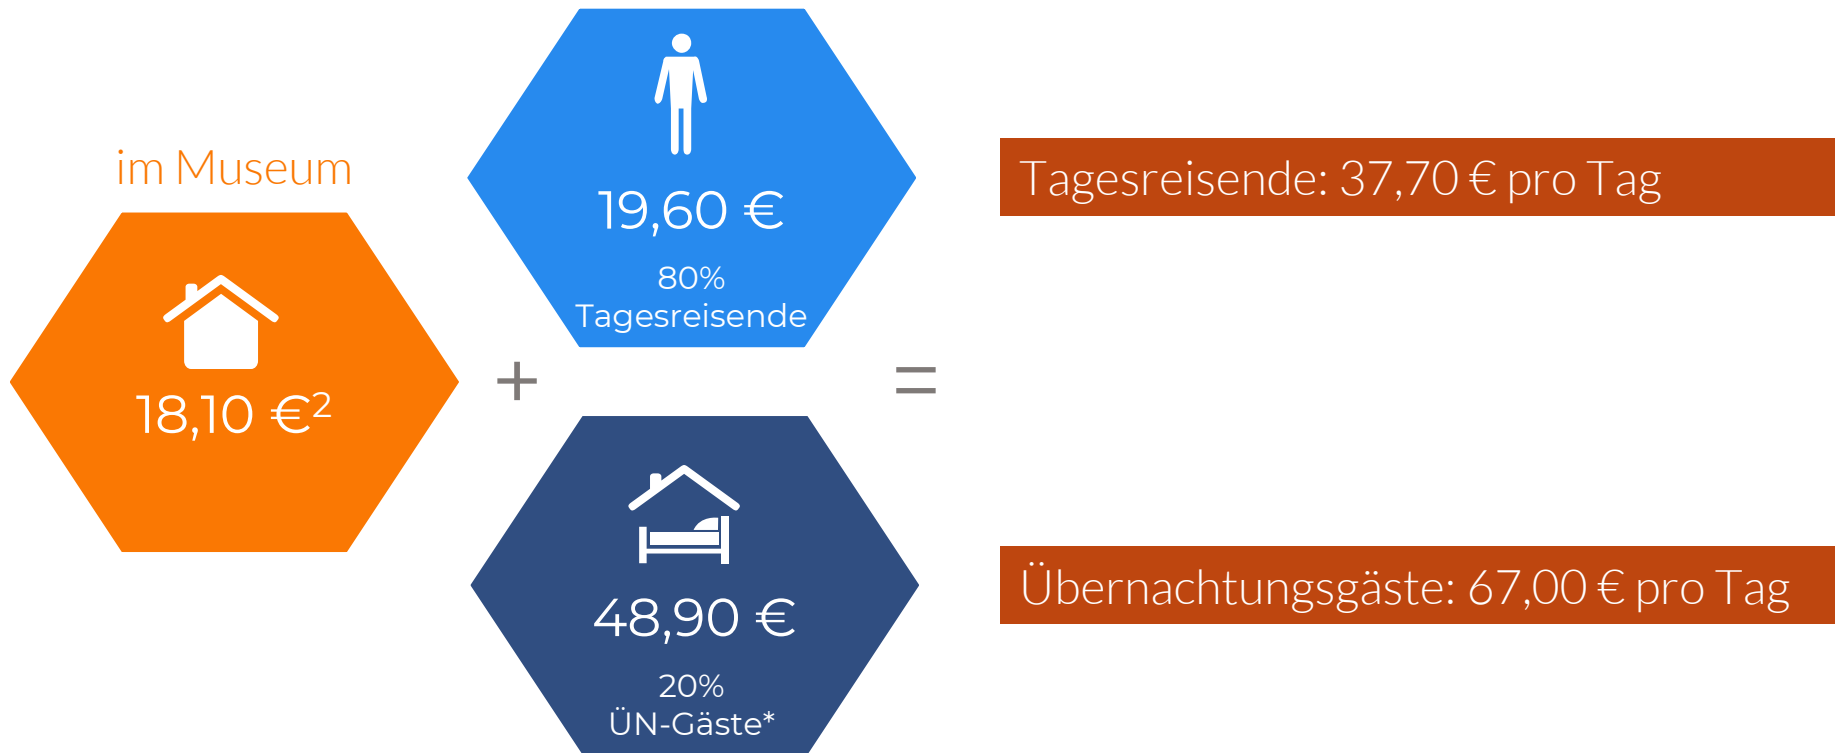 im Museum
18,10 €²
+
19,60 €
80%
Tagesreisende
48,90 €
20%
ÜN-Gäste*
=
Tagesreisende: 37,70 € pro Tag
Übernachtungsgäste: 67,00 € pro Tag